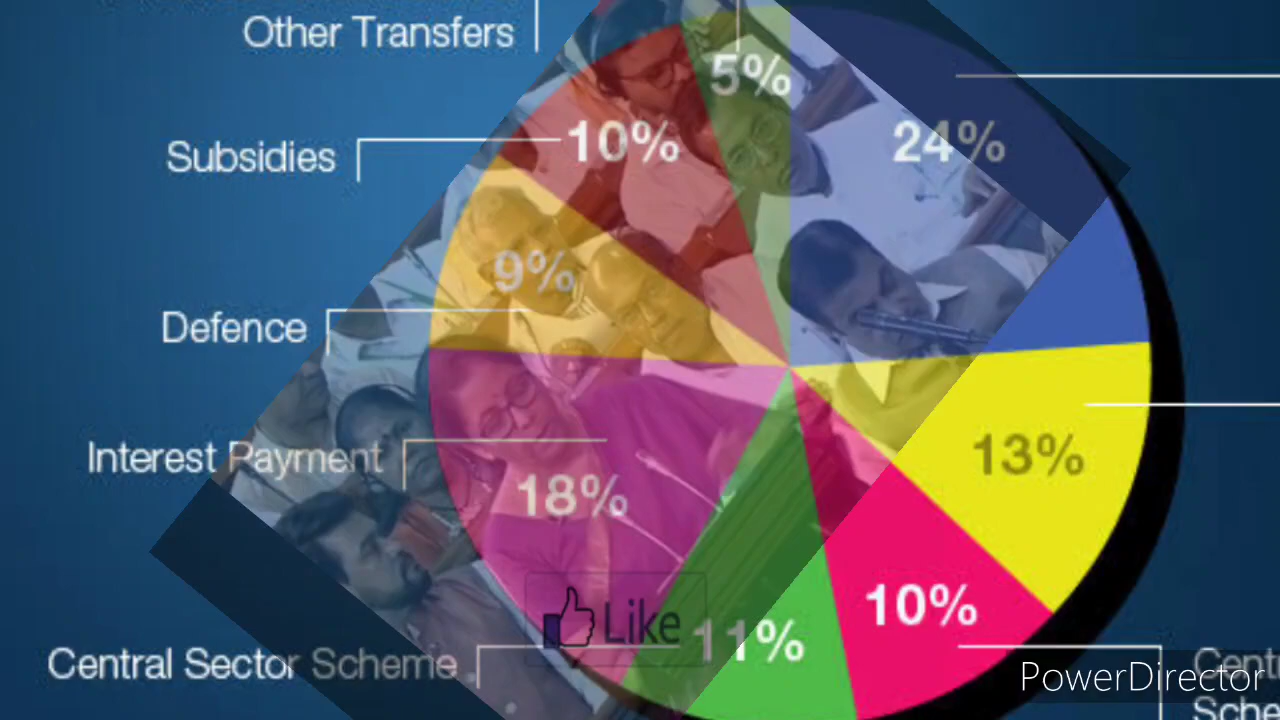 Other Transfers
5%
24%
10%
Subsidies
9%
Defence
13%
Interest Payment
18%
10%
Like
11%
Central Sector Scheme
PowerDirector